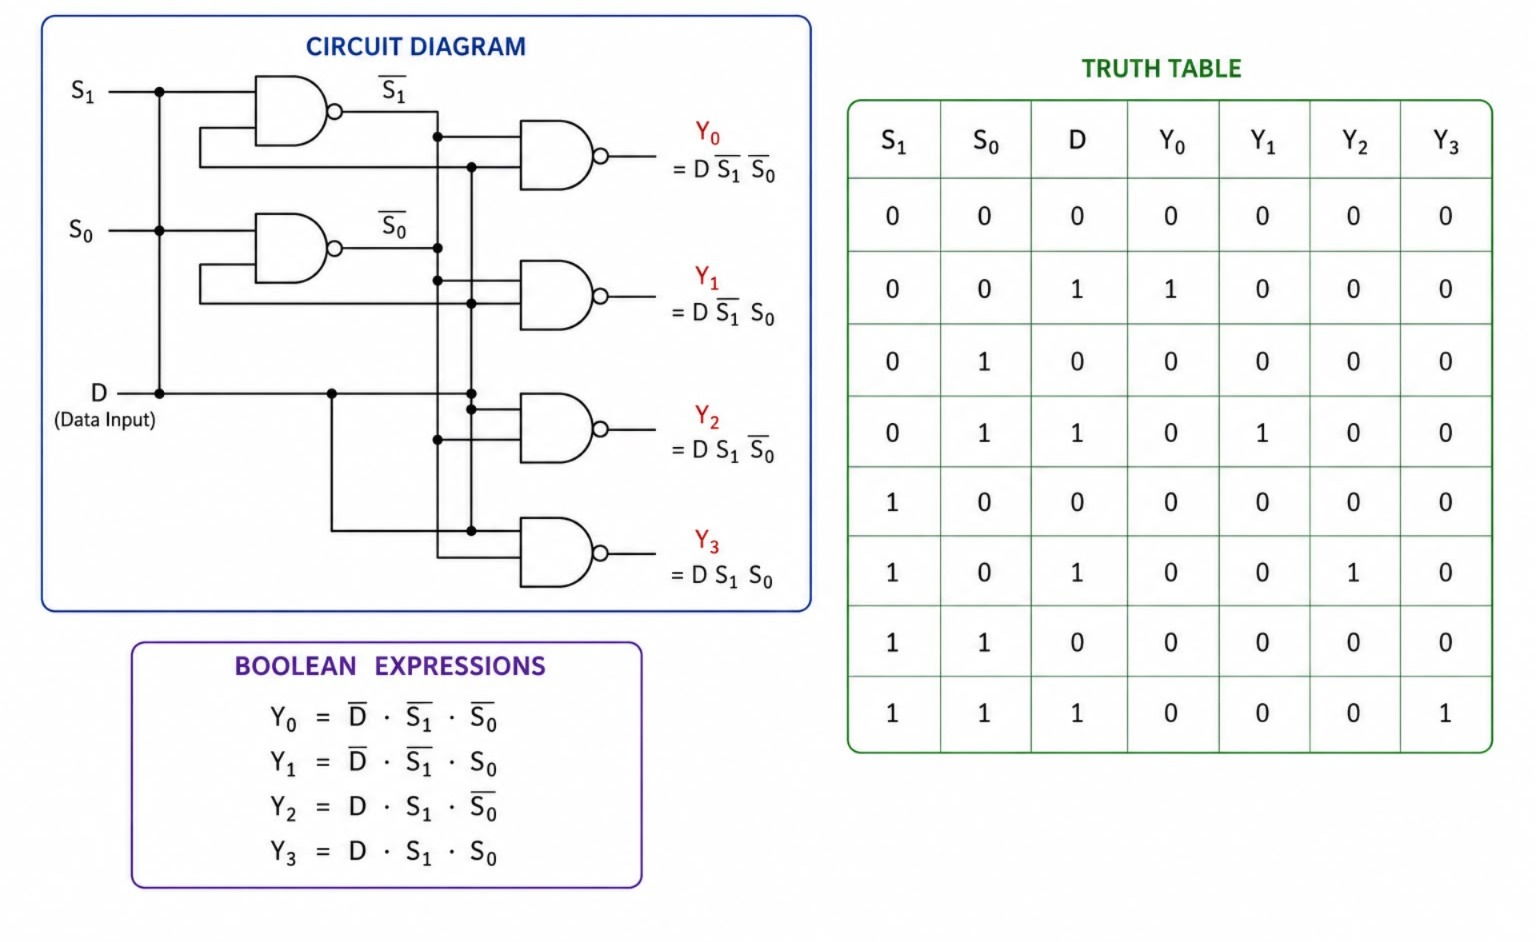 CIRCUIT DIAGRAM
S₁
S̅₁
Y₀
= D S̅₁ S̅₀
S₀
S̅₀
Y₁
= D S̅₁ S₀
D
(Data Input)
Y₂
= D S₁ S̅₀
Y₃
= D S₁ S₀
BOOLEAN EXPRESSIONS
Y₀ = D̅ · S̅₁ · S̅₀
Y₁ = D̅ · S̅₁ · S₀
Y₂ = D · S₁ · S̅₀
Y₃ = D · S₁ · S₀
TRUTH TABLE
S₁ S₀ D Y₀ Y₁ Y₂ Y₃
0 0 0 0 0 0 0
0 0 1 1 0 0 0
0 1 0 0 0 0 0
0 1 1 0 1 0 0
1 0 0 0 0 0 0
1 0 1 0 0 1 0
1 1 0 0 0 0 0
1 1 1 0 0 0 1